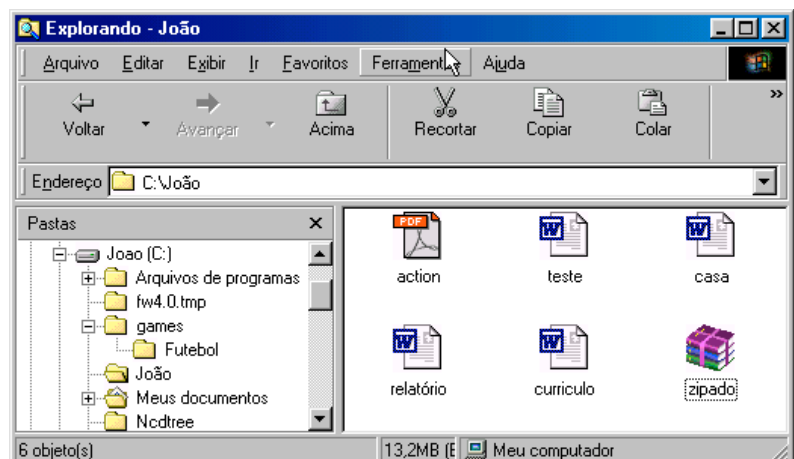 Explorando - João
Arquivo Editar Exibir Ir Favoritos Ferramentas Ajuda
Voltar Avançar Acima Recortar Copiar Colar »
Endereço C:\João
Pastas
Joao (C:)
Arquivos de programas
fw4.0.tmp
games
Futebol
João
Meus documentos
Ncdtree
PDF
action
W
teste
W
casa
W
relatório
W
curriculo
zipado
6 objeto(s) 13,2MB (E Meu computador